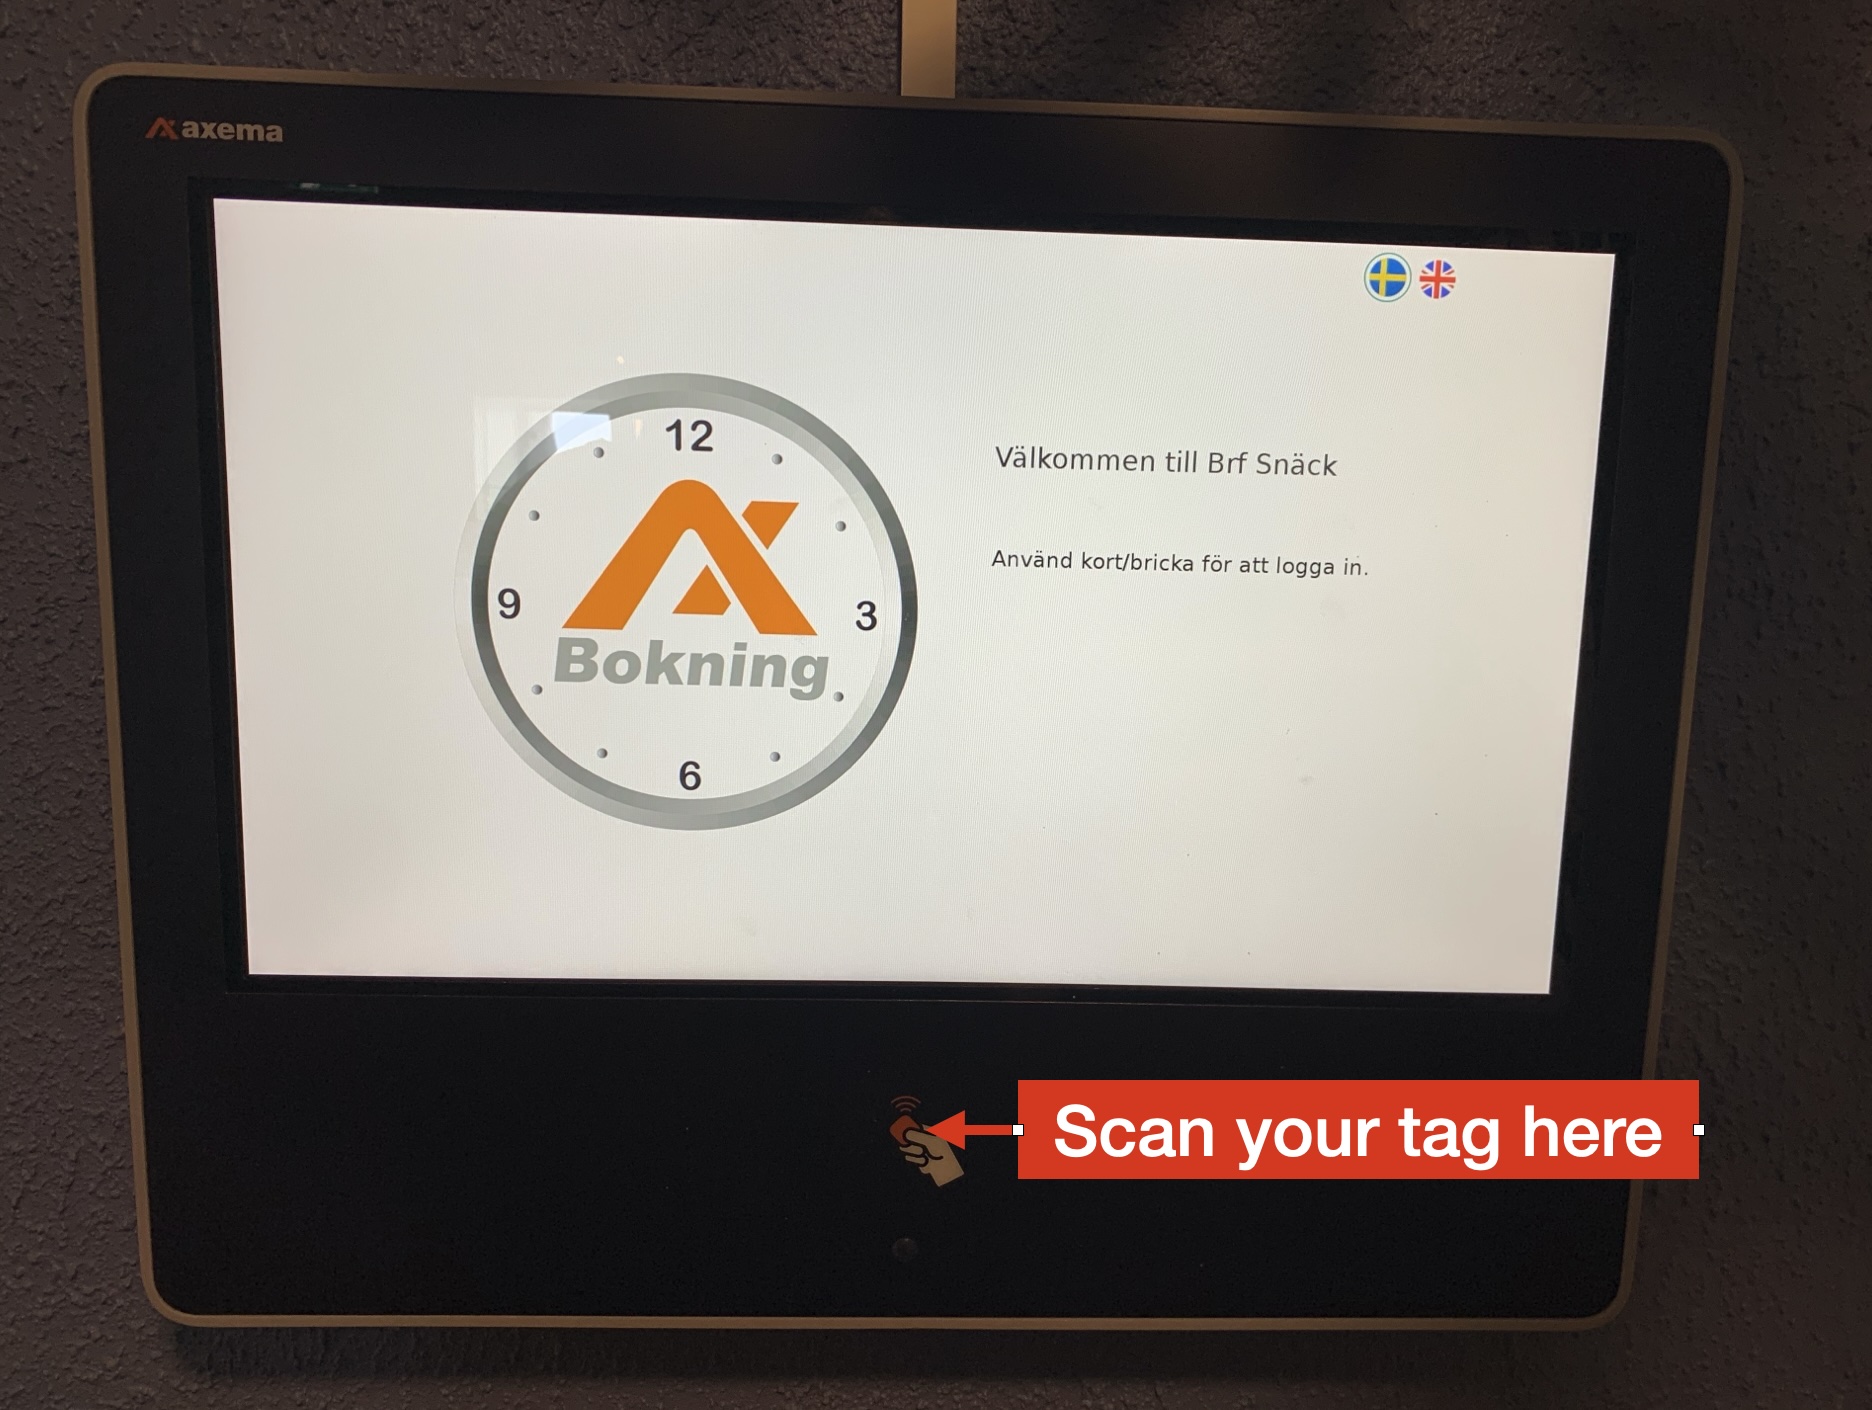 axema
12
9
3
Bokning
6
Välkommen till Brf Snäck
Använd kort/bricka för att logga in.
Scan your tag here